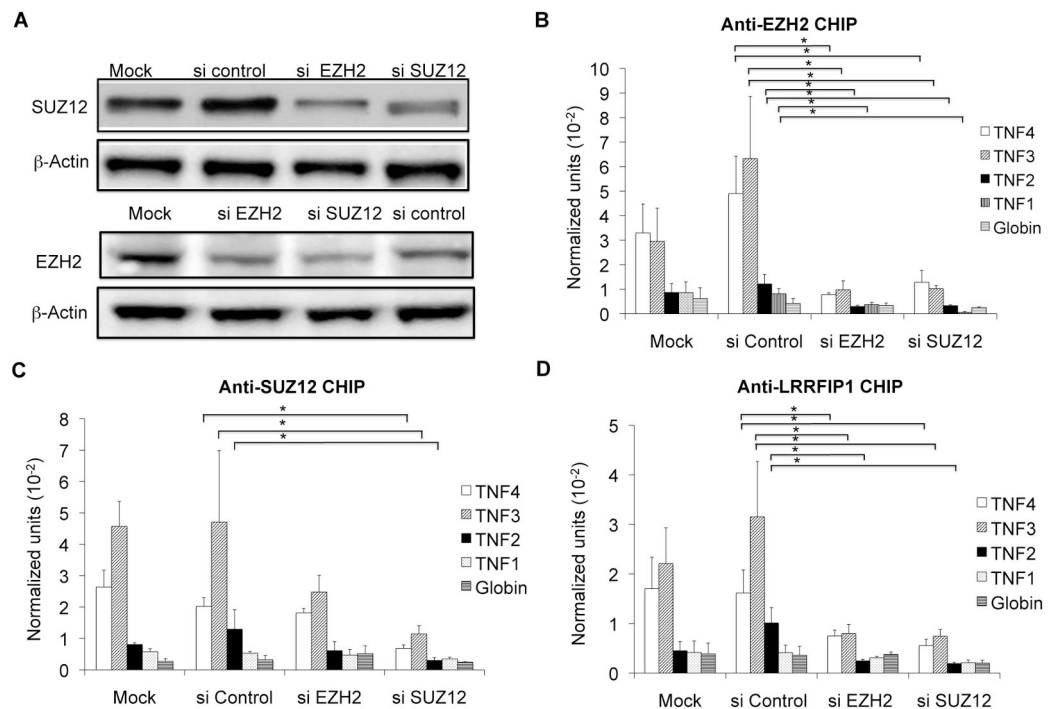 A
Mock si control si EZH2 si SUZ12
SUZ12
β-Actin
Mock si EZH2 si SUZ12 si control
EZH2
β-Actin
B
Anti-EZH2 CHIP
* * * * * * * *
Normalized units (10-2)
10
9
8
7
6
5
4
3
2
1
0
TNF4
TNF3
TNF2
TNF1
Globin
Mock si Control si EZH2 si SUZ12
C
Anti-SUZ12 CHIP
* * *
Normalized units (10-2)
8
7
6
5
4
3
2
1
0
TNF4
TNF3
TNF2
TNF1
Globin
Mock si Control si EZH2 si SUZ12
D
Anti-LRRFIP1 CHIP
* * * * * *
Normalized units (10-2)
5
4
3
2
1
0
TNF4
TNF3
TNF2
TNF1
Globin
Mock si Control si EZH2 si SUZ12